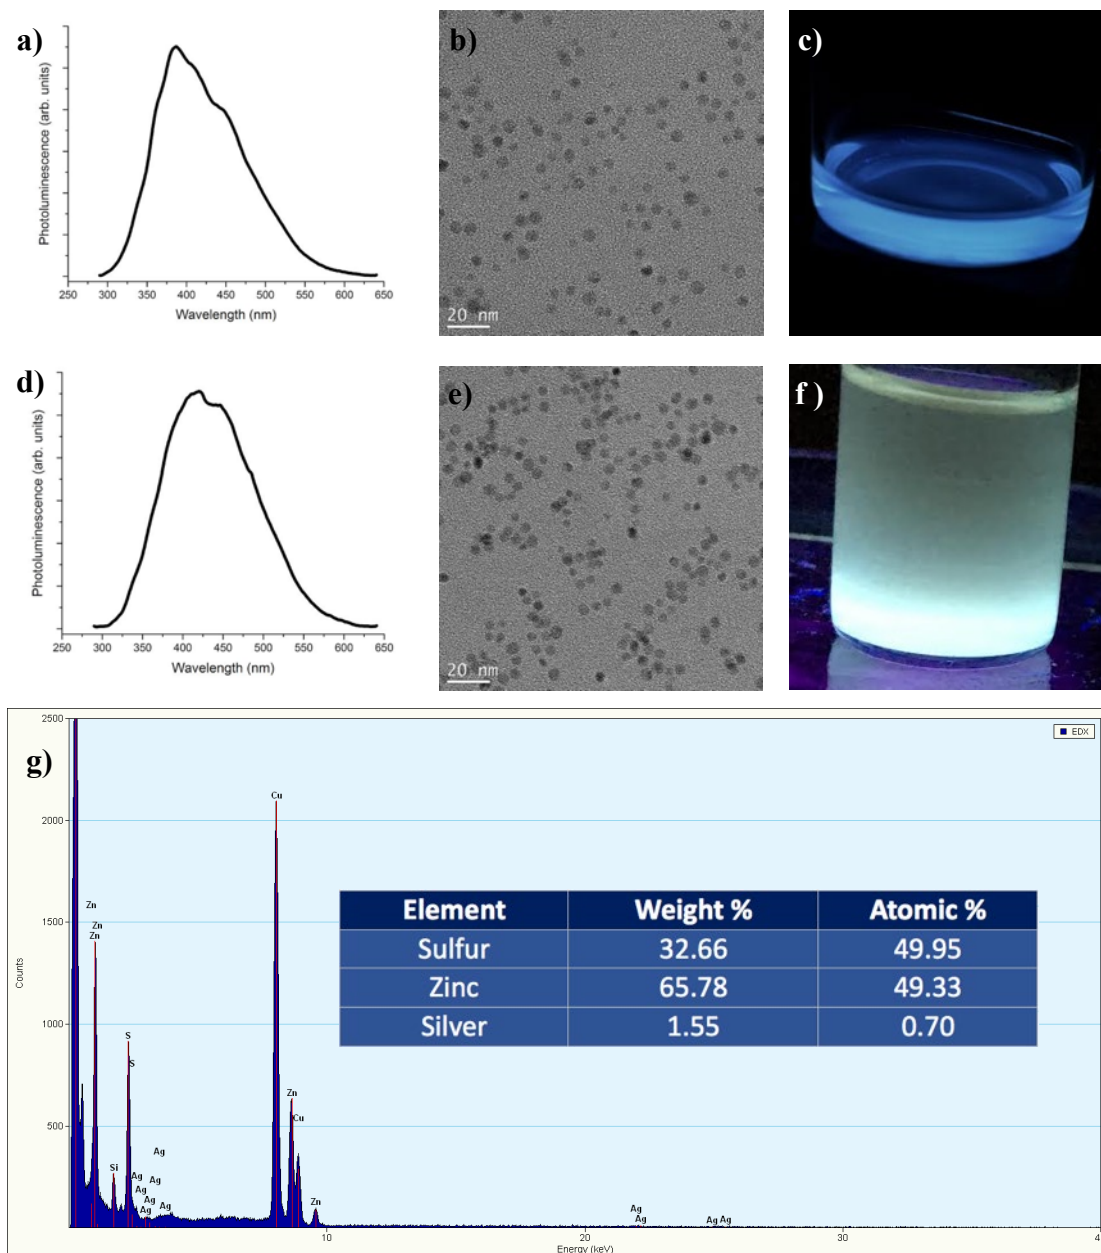 a)
Photoluminescence (arb. units)
250 300 350 400 450 500 550 600 650
Wavelength (nm)
b)
20 nm
c)
d)
Photoluminescence (arb. units)
250 300 350 400 450 500 550 600 650
Wavelength (nm)
e)
20 nm
f )
g)
EDX
2500
2000
1500
1000
500
Counts
Zn
Zn
Zn
Si
S
S
Ag
Ag
Ag
Ag
Ag
Ag
Ag
Cu
Zn
Cu
Zn
Ag
Ag
Ag Ag
10 20 30 4
Energy (keV)
Element Weight % Atomic %
Sulfur 32.66 49.95
Zinc 65.78 49.33
Silver 1.55 0.70